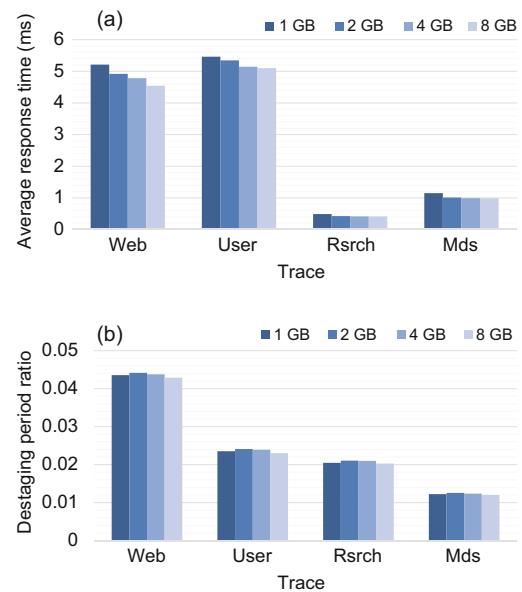 (a)
1 GB 2 GB 4 GB 8 GB
Average response time (ms)
6
5
4
3
2
1
0
Web User Rsrch Mds
Trace
(b)
1 GB 2 GB 4 GB 8 GB
Destaging period ratio
0.05
0.04
0.03
0.02
0.01
0
Web User Rsrch Mds
Trace